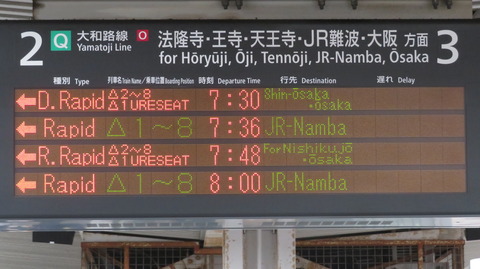 2 Q 大和路線 O 法隆寺・王寺・天王寺・JR難波・大阪 方面 3
Yamatoji Line for Hōryūji, Ōji, Tennōji, JR-Namba, Ōsaka
種別 Type 列車名 Train Name / 乗車位置 Boarding Position 時刻 Departure Time 行先 Destination 遅れ Delay
←D.Rapid △2～8 △1URESEAT 7:30 Shin-ōsaka・ōsaka
←Rapid △1～8 7:36 JR-Namba
←R.Rapid △2～8 △1URESEAT 7:48 For Nishikujō・ōsaka
←Rapid △1～8 8:00 JR-Namba